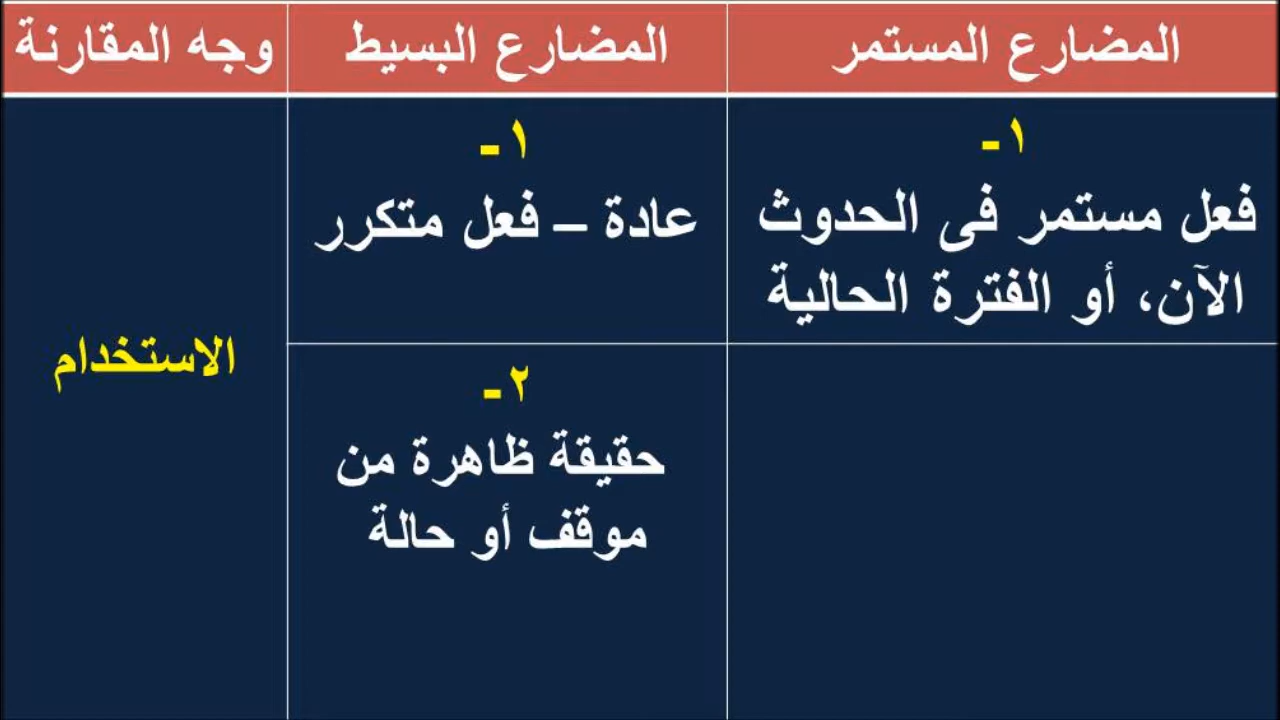 وجه المقارنة
المضارع البسيط
المضارع المستمر
الاستخدام
١-
عادة – فعل متكرر
١-
فعل مستمر فى الحدوث
الآن، أو الفترة الحالية
٢-
حقيقة ظاهرة من
موقف أو حالة